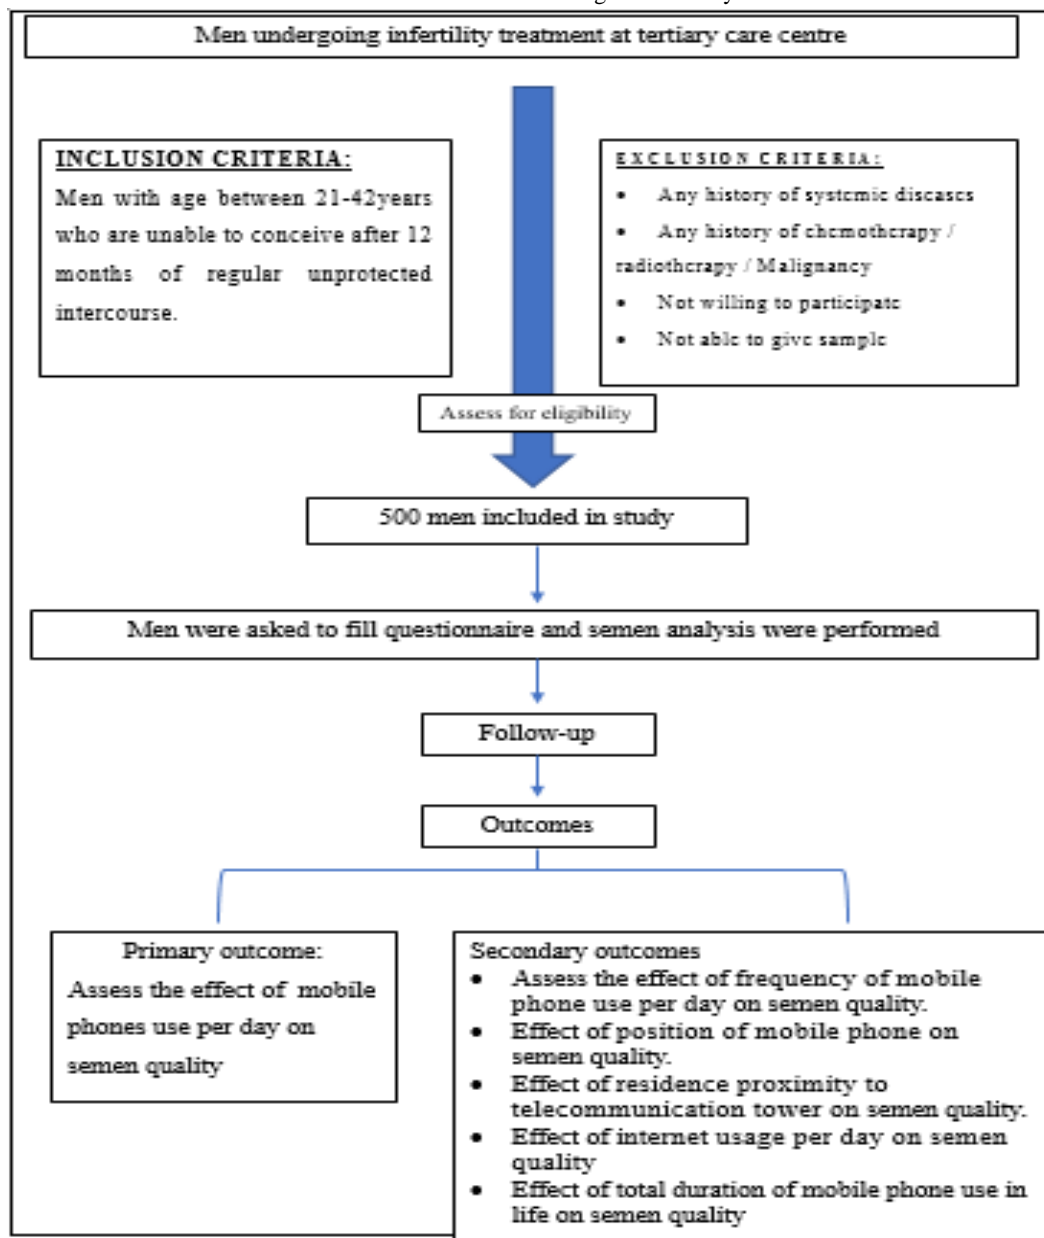 Men undergoing infertility treatment at tertiary care centre
INCLUSION CRITERIA:
Men with age between 21-42years
who are unable to conceive after 12
months of regular unprotected
intercourse.
EXCLUSION CRITERIA:
• Any history of systemic diseases
• Any history of chemotherapy /
radiotherapy / Malignancy
• Not willing to participate
• Not able to give sample
Assess for eligibility
500 men included in study
Men were asked to fill questionnaire and semen analysis were performed
Follow-up
Outcomes
Primary outcome:
Assess the effect of mobile
phones use per day on
semen quality
Secondary outcomes
• Assess the effect of frequency of mobile
phone use per day on semen quality.
• Effect of position of mobile phone on
semen quality.
• Effect of residence proximity to
telecommunication tower on semen quality.
• Effect of internet usage per day on semen
quality
• Effect of total duration of mobile phone use in
life on semen quality